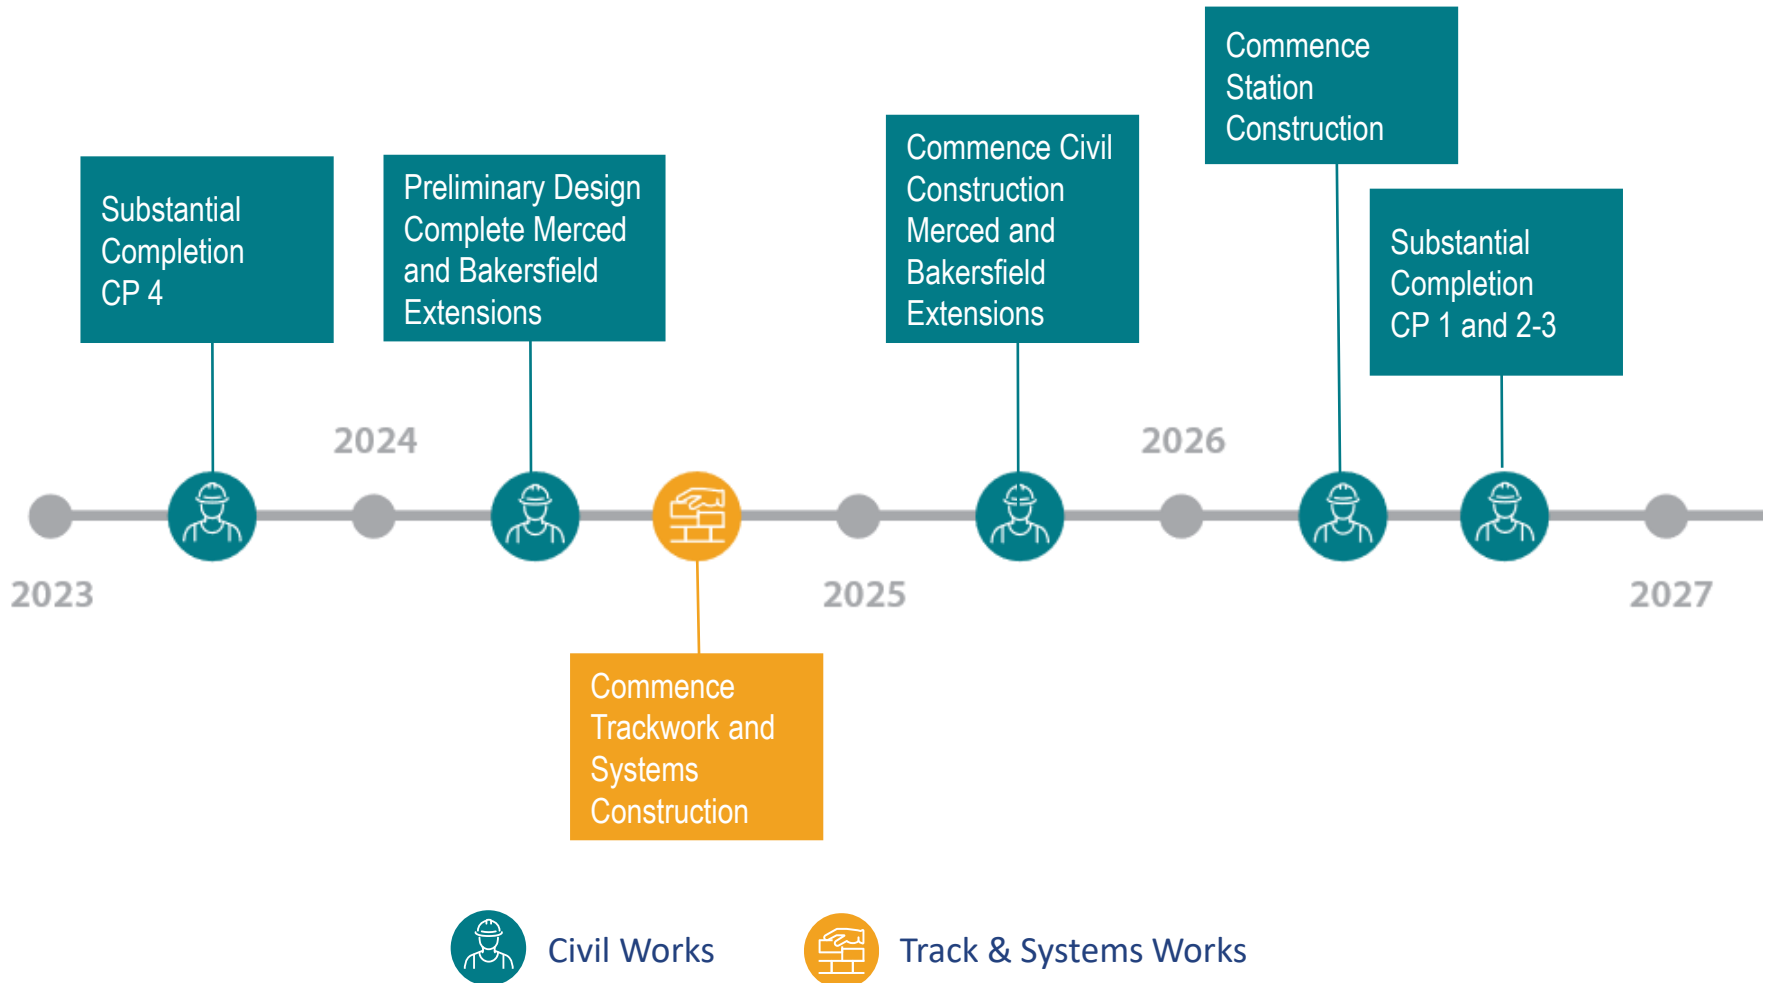 Commence
Station
Construction
Commence Civil
Construction
Merced and
Bakersfield
Extensions
Preliminary Design
Complete Merced
and Bakersfield
Extensions
Substantial
Completion
CP 4
Substantial
Completion
CP 1 and 2-3
2024
2026
2023
2025
2027
Commence
Trackwork and
Systems
Construction
Civil Works
Track & Systems Works